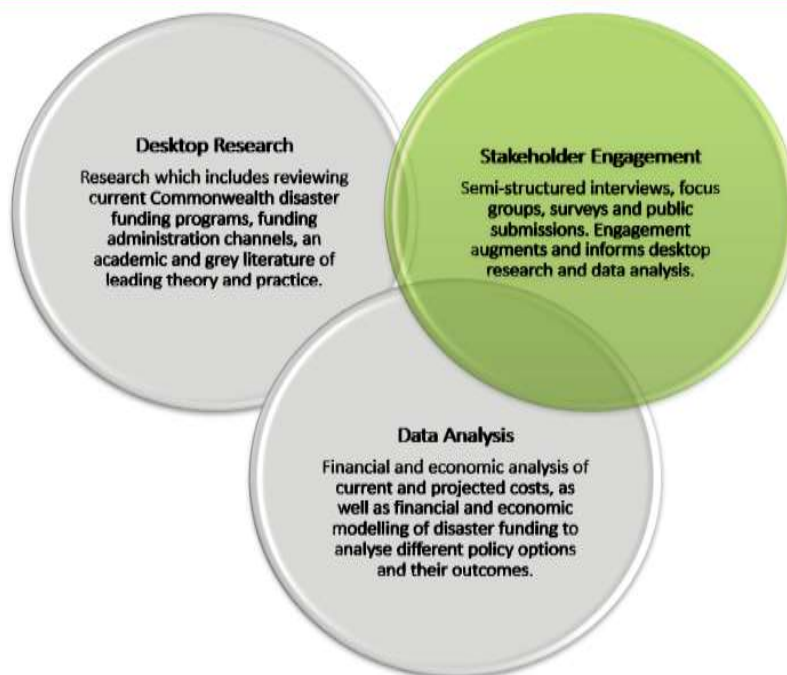 Desktop Research
Research which includes reviewing
current Commonwealth disaster
funding programs, funding
administration channels, an
academic and grey literature of
leading theory and practice.
Stakeholder Engagement
Semi-structured interviews, focus
groups, surveys and public
submissions. Engagement
augments and informs desktop
research and data analysis.
Data Analysis
Financial and economic analysis of
current and projected costs, as
well as financial and economic
modelling of disaster funding to
analyse different policy options
and their outcomes.